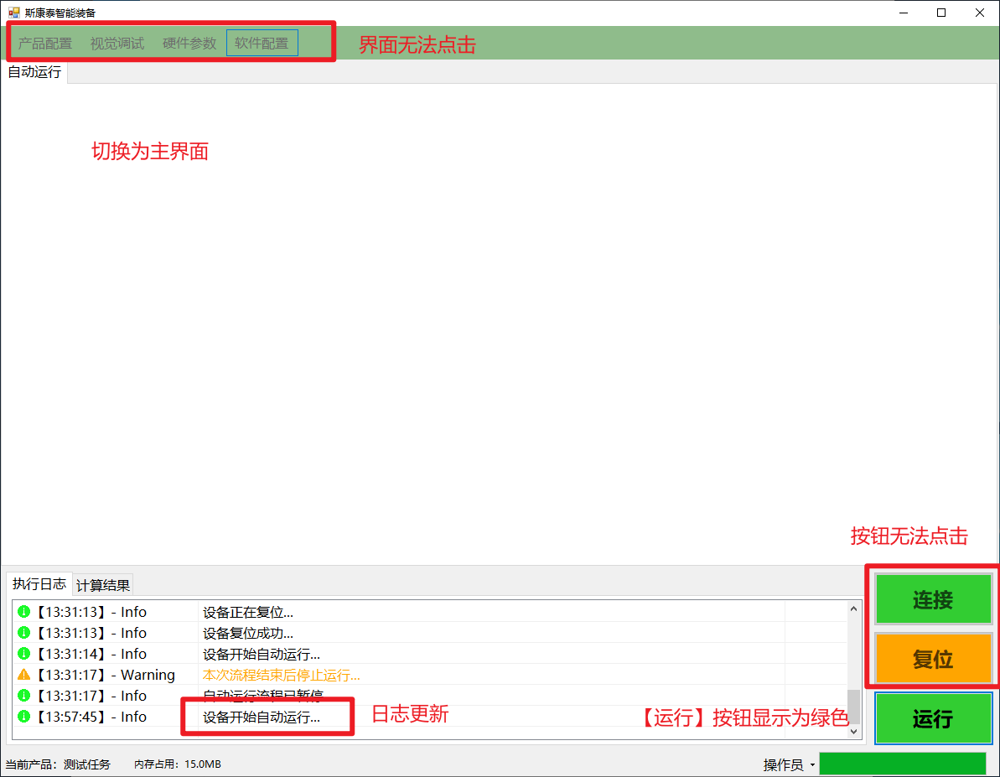 斯康泰智能装备
产品配置 视觉调试 硬件参数 软件配置 界面无法点击
自动运行
切换为主界面
按钮无法点击
执行日志 计算结果
【13:31:13】- Info 设备正在复位...
【13:31:13】- Info 设备复位成功...
【13:31:14】- Info 设备开始自动运行...
【13:31:17】- Warning 本次流程结束后停止运行...
【13:31:17】- Info 自动运行流程已暂停
【13:57:45】- Info 设备开始自动运行... 日志更新
【运行】按钮显示为绿色
连接
复位
运行
当前产品: 测试任务 内存占用: 15.0MB 操作员